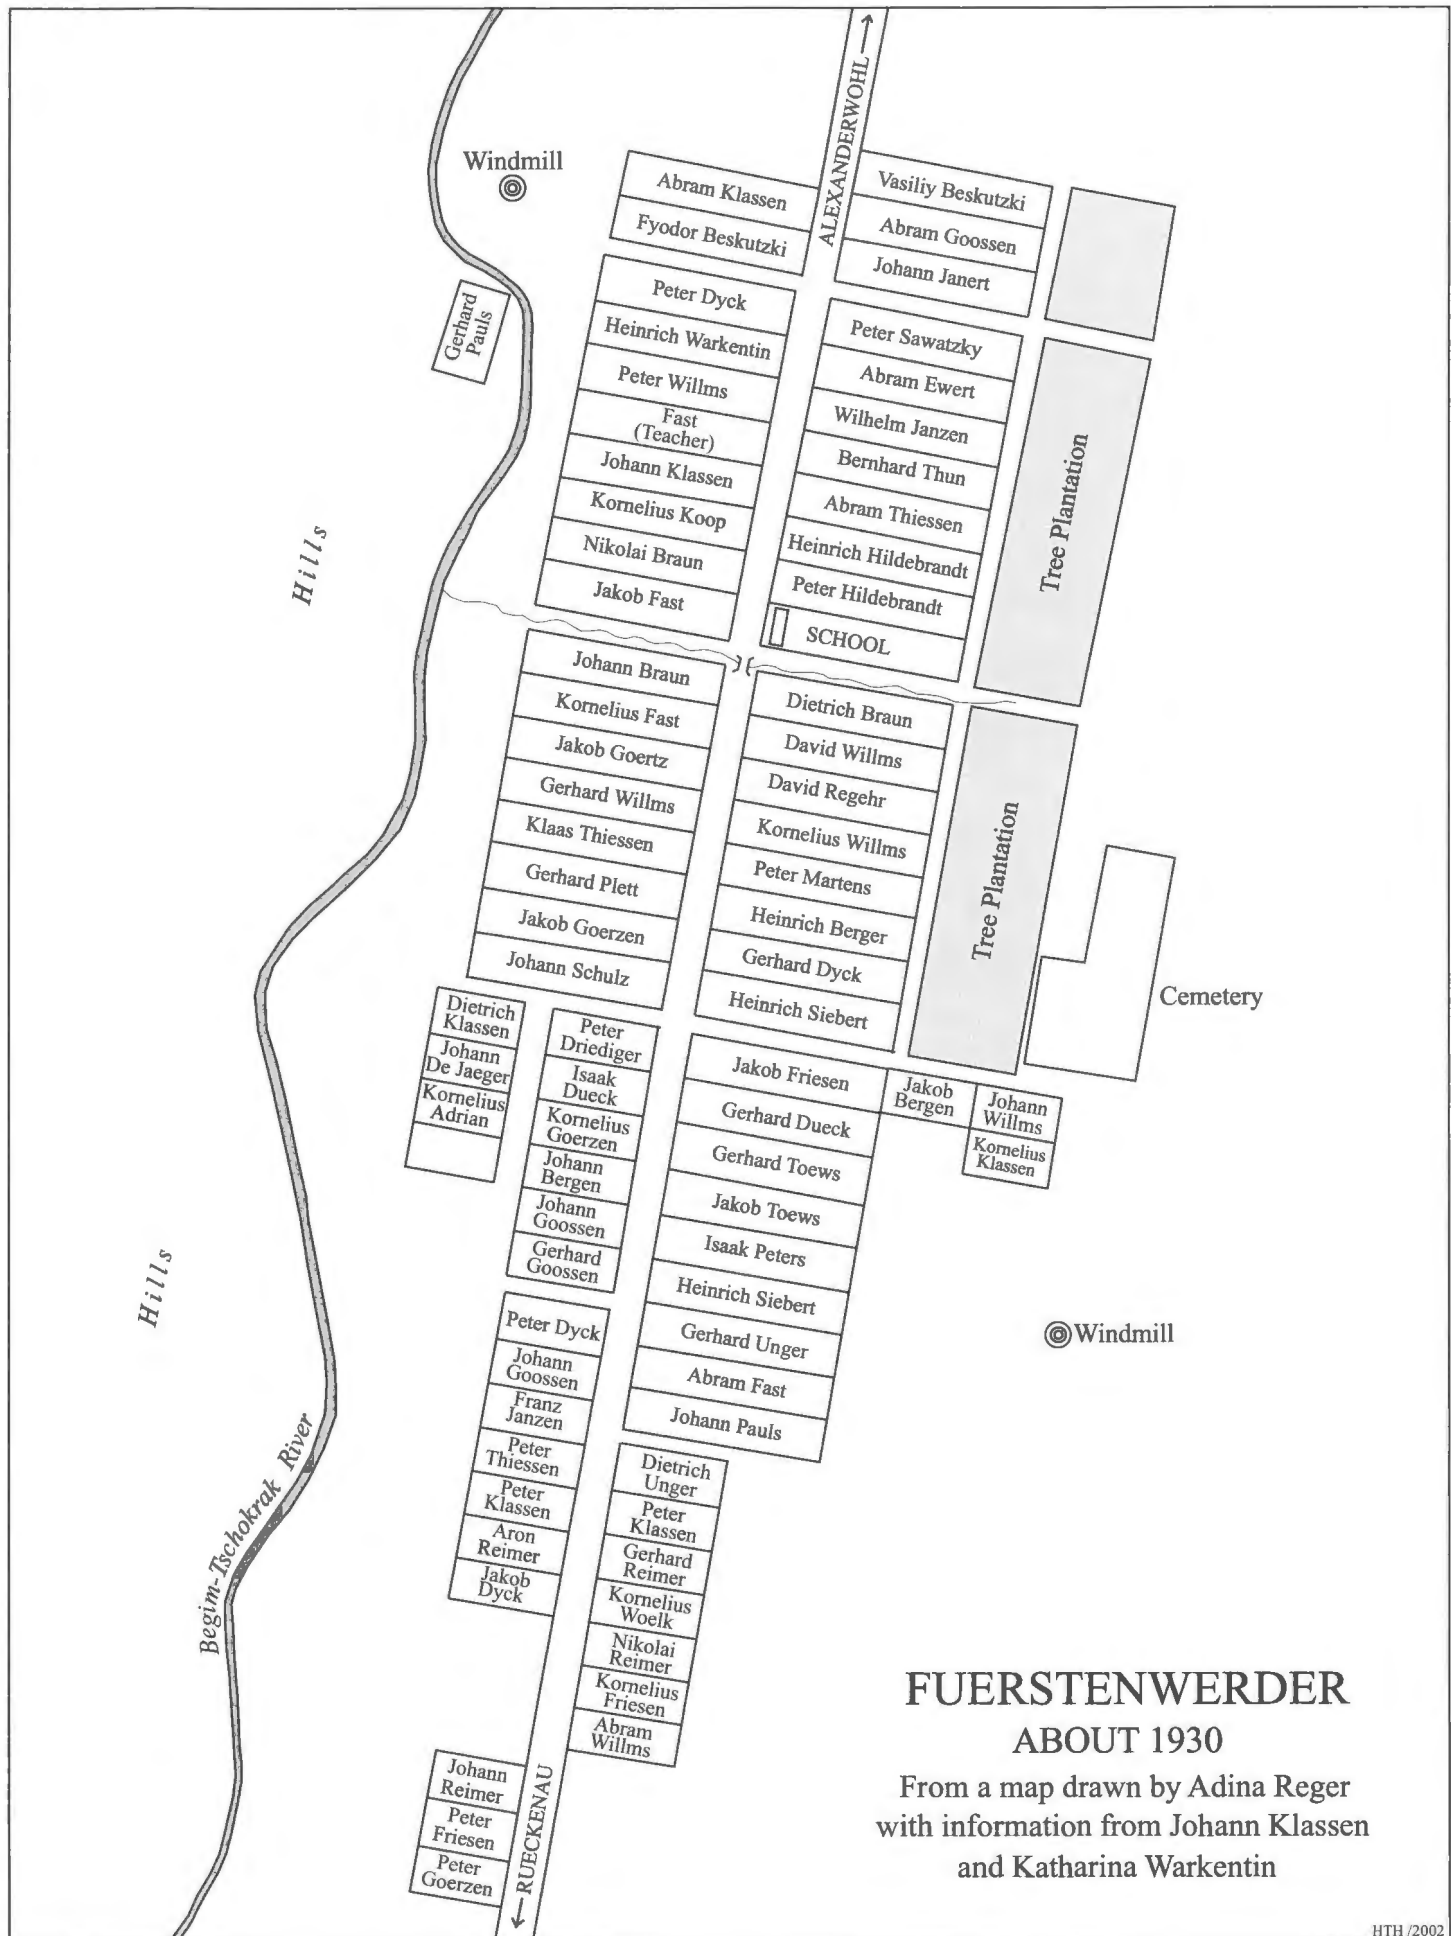 ALEXANDERWOHL
Windmill
Abram Klassen
Fyodor Beskutzki
Vasiliy Beskutzki
Abram Goossen
Johann Janert
Gerhard
Pauls
Peter Dyck
Heinrich Warkentin
Peter Willms
Fast
(Teacher)
Johann Klassen
Kornelius Koop
Nikolai Braun
Jakob Fast
Peter Sawatzky
Abram Ewert
Wilhelm Janzen
Bernhard Thun
Abram Thiessen
Heinrich Hildebrandt
Peter Hildebrandt
SCHOOL
Tree Plantation
Hills
Johann Braun
Kornelius Fast
Jakob Goertz
Gerhard Willms
Klaas Thiessen
Gerhard Plett
Jakob Goerzen
Johann Schulz
Dietrich Braun
David Willms
David Regehr
Kornelius Willms
Peter Martens
Heinrich Berger
Gerhard Dyck
Heinrich Siebert
Tree Plantation
Cemetery
Dietrich
Klassen
Johann
De Jaeger
Kornelius
Adrian
Peter
Driediger
Isaak
Dueck
Kornelius
Goerzen
Johann
Bergen
Johann
Goossen
Gerhard
Goossen
Jakob Friesen
Gerhard Dueck
Gerhard Toews
Jakob Toews
Isaak Peters
Heinrich Siebert
Gerhard Unger
Abram Fast
Johann Pauls
Jakob
Bergen
Johann
Willms
Kornelius
Klassen
Hills
Windmill
Peter Dyck
Johann
Goossen
Franz
Janzen
Peter
Thiessen
Peter
Klassen
Aron
Reimer
Jakob
Dyck
Dietrich
Unger
Peter
Klassen
Gerhard
Reimer
Kornelius
Woelk
Nikolai
Reimer
Kornelius
Friesen
Abram
Willms
Begim-Tschokrak River
Johann
Reimer
Peter
Friesen
Peter
Goerzen
RUECKENAU
FUERSTENWERDER
ABOUT 1930
From a map drawn by Adina Reger
with information from Johann Klassen
and Katharina Warkentin
HTH /2002